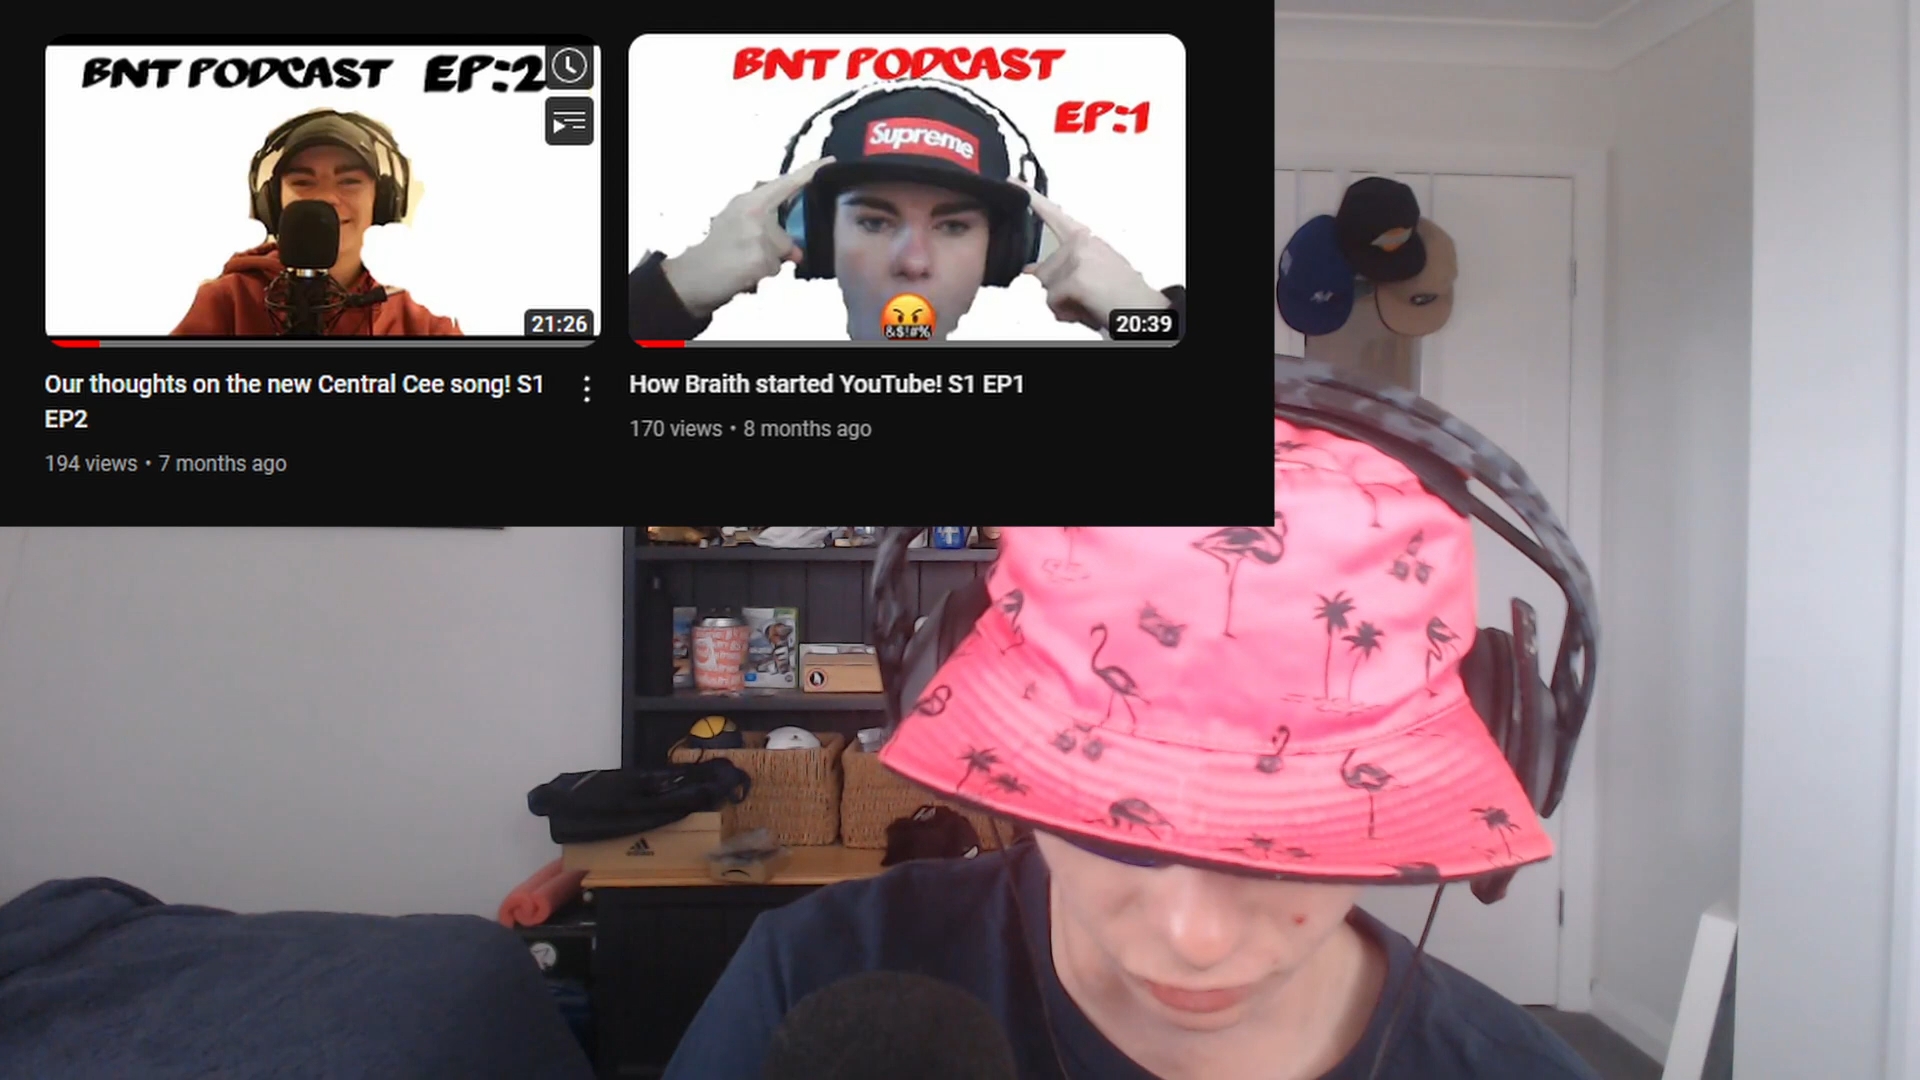 BNT PODCAST EP:2
21:26
Our thoughts on the new Central Cee song! S1
EP2
194 views • 7 months ago
BNT PODCAST
EP:1
Supreme
&$!#%
20:39
How Braith started YouTube! S1 EP1
170 views • 8 months ago